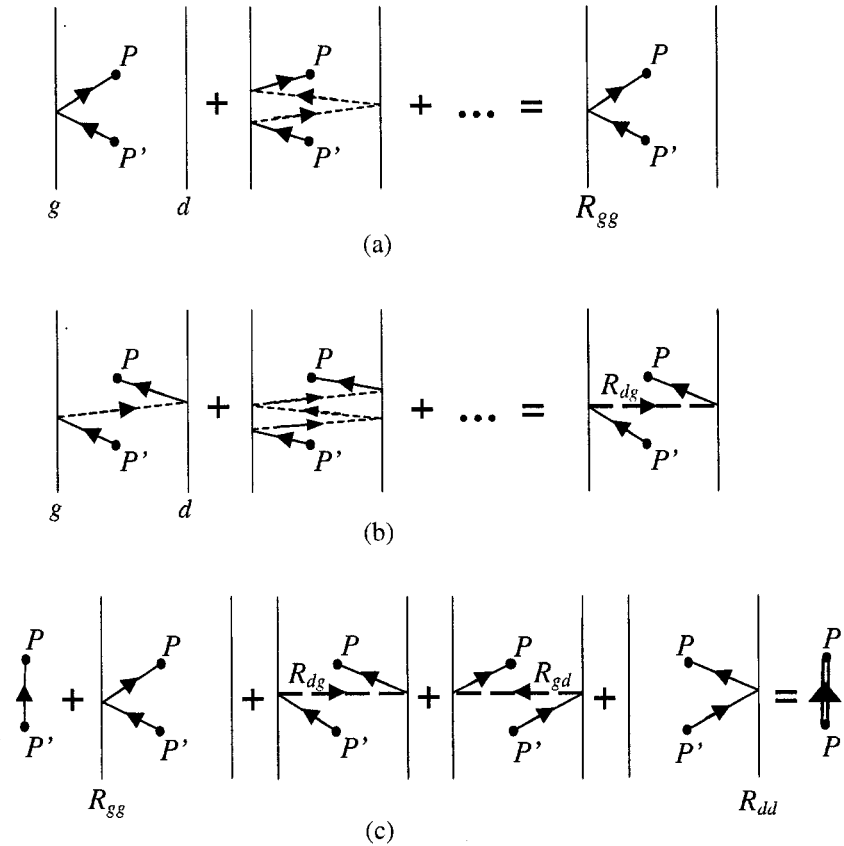 P P P
+ + ... =
P' P' P'
g d R_gg
(a)
P P R_dg P
+ + ... =
P' P' P'
g d
(b)
P P P P P P
R_dg R_gd
+ + + + =
P' P' P' P' P' P
R_gg R_dd
(c)